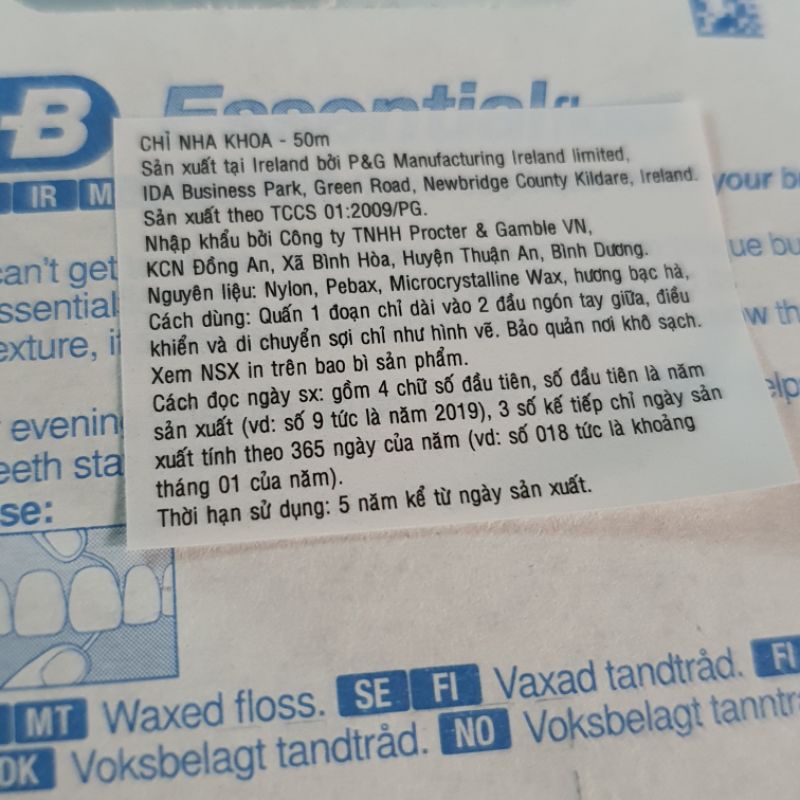 B Essential
IR M
your b
can't get
ue bu
ssential
exture, i
w th
evening
elp
eeth sta
se:
CHỈ NHA KHOA - 50m
Sản xuất tại Ireland bởi P&G Manufacturing Ireland limited,
IDA Business Park, Green Road, Newbridge County Kildare, Ireland.
Sản xuất theo TCCS 01:2009/PG.
Nhập khẩu bởi Công ty TNHH Procter & Gamble VN,
KCN Đồng An, Xã Bình Hòa, Huyện Thuận An, Bình Dương.
Nguyên liệu: Nylon, Pebax, Microcrystalline Wax, hương bạc hà,
Cách dùng: Quấn 1 đoạn chỉ dài vào 2 đầu ngón tay giữa, điều
khiển và di chuyển sợi chỉ như hình vẽ. Bảo quản nơi khô sạch.
Xem NSX in trên bao bì sản phẩm.
Cách đọc ngày sx: gồm 4 chữ số đầu tiên, số đầu tiên là năm
sản xuất (vd: số 9 tức là năm 2019), 3 số kế tiếp chỉ ngày sản
xuất tính theo 365 ngày của năm (vd: số 018 tức là khoảng
tháng 01 của năm).
Thời hạn sử dụng: 5 năm kể từ ngày sản xuất.
MT Waxed floss. SE FI Vaxad tandtråd. FI
DK Voksbelagt tandtråd. NO Voksbelagt tanntrå